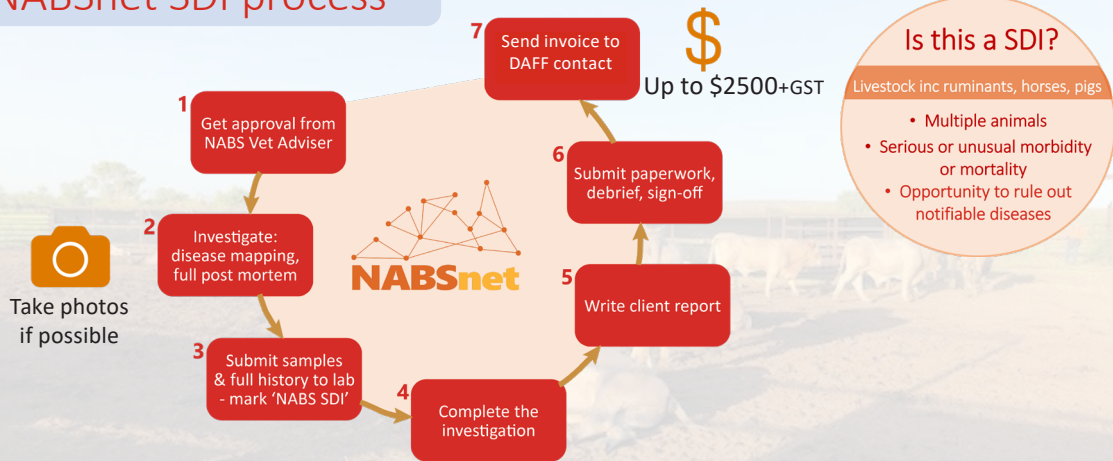 NABSnet SDI process
1
Get approval from
NABS Vet Adviser
2
Investigate:
disease mapping,
full post mortem
Take photos
if possible
3
Submit samples
& full history to lab
- mark ‘NABS SDI’
4
Complete the
investigation
5
Write client report
6
Submit paperwork,
debrief, sign-off
7
Send invoice to
DAFF contact
$
Up to $2500+GST
NABSnet
Is this a SDI?
Livestock inc ruminants, horses, pigs
• Multiple animals
• Serious or unusual morbidity
or mortality
• Opportunity to rule out
notifiable diseases